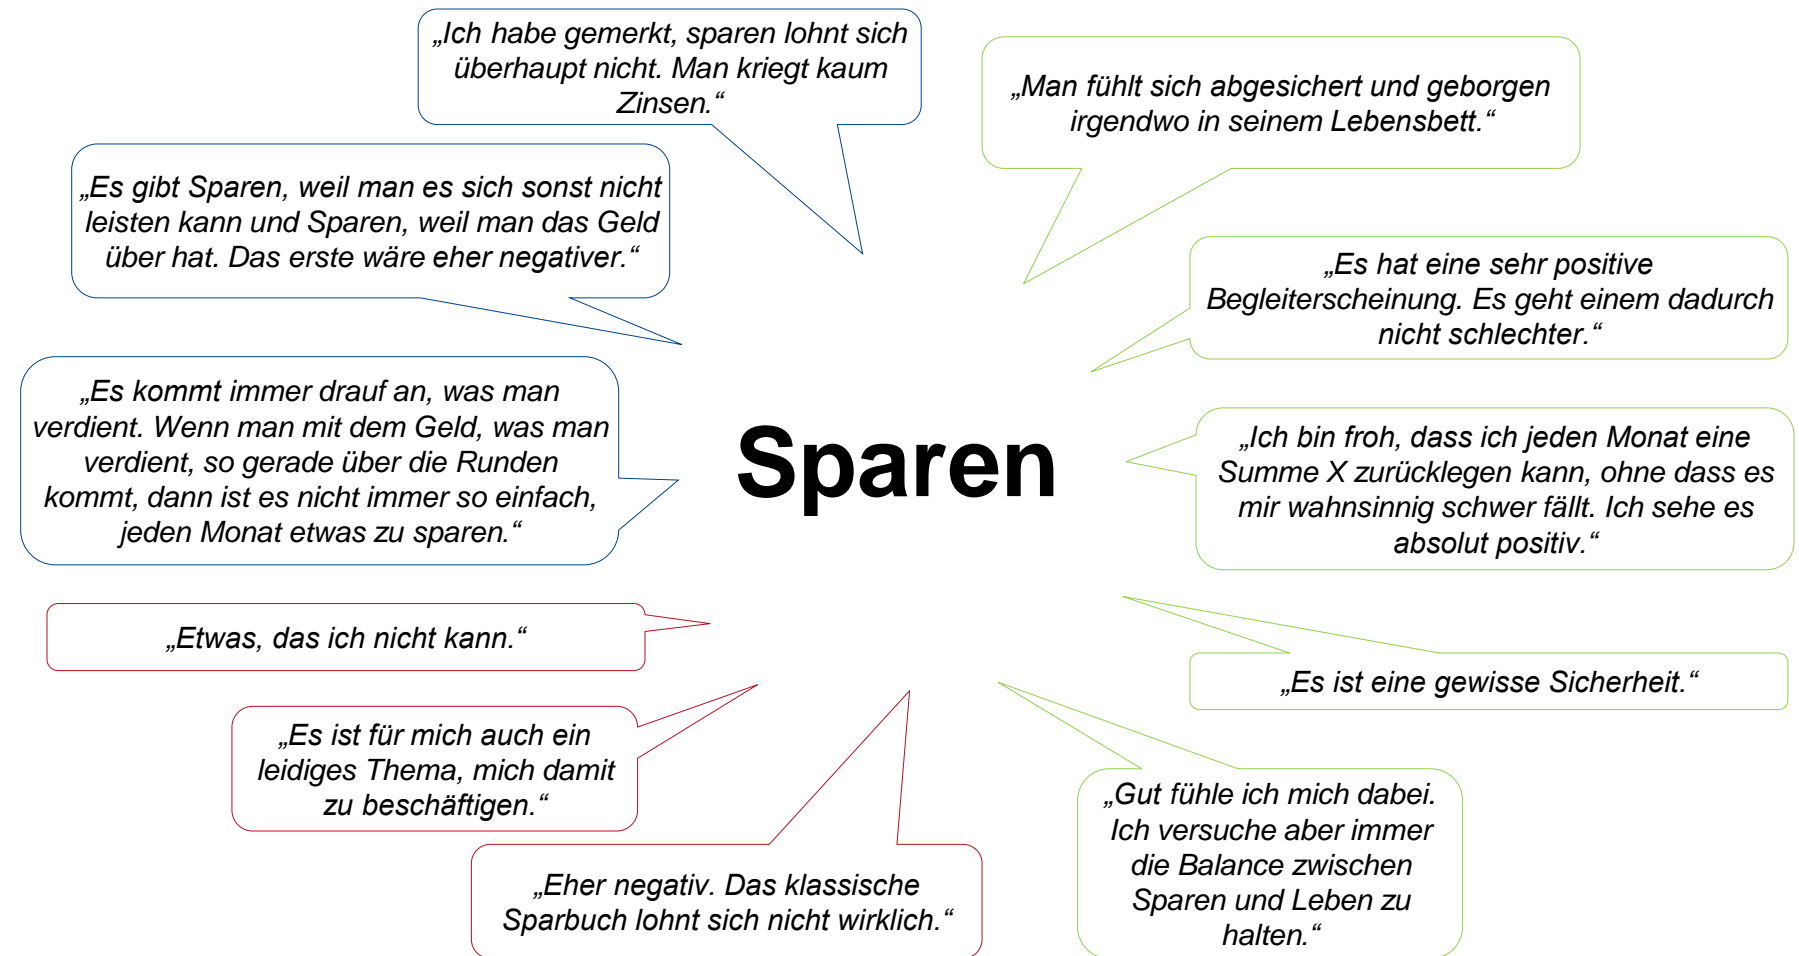 „Ich habe gemerkt, sparen lohnt sich
überhaupt nicht. Man kriegt kaum
Zinsen.“
„Man fühlt sich abgesichert und geborgen
irgendwo in seinem Lebensbett.“
„Es gibt Sparen, weil man es sich sonst nicht
leisten kann und Sparen, weil man das Geld
über hat. Das erste wäre eher negativer.“
„Es hat eine sehr positive
Begleiterscheinung. Es geht einem dadurch
nicht schlechter.“
„Es kommt immer drauf an, was man
verdient. Wenn man mit dem Geld, was man
verdient, so gerade über die Runden
kommt, dann ist es nicht immer so einfach,
jeden Monat etwas zu sparen.“
Sparen
„Ich bin froh, dass ich jeden Monat eine
Summe X zurücklegen kann, ohne dass es
mir wahnsinnig schwer fällt. Ich sehe es
absolut positiv.“
„Etwas, das ich nicht kann.“
„Es ist eine gewisse Sicherheit.“
„Es ist für mich auch ein
leidiges Thema, mich damit
zu beschäftigen.“
„Gut fühle ich mich dabei.
Ich versuche aber immer
die Balance zwischen
Sparen und Leben zu
halten.“
„Eher negativ. Das klassische
Sparbuch lohnt sich nicht wirklich.“